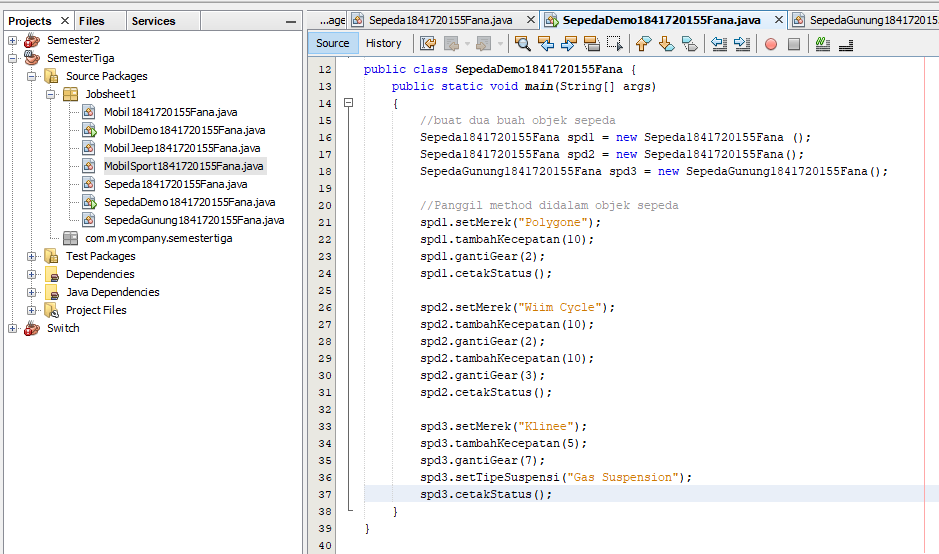 Projects × Files Services
Semester2
SemesterTiga
Source Packages
Jobsheet1
Mobil1841720155Fana.java
MobilDemo1841720155Fana.java
MobilJeep1841720155Fana.java
MobilSport1841720155Fana.java
Sepeda1841720155Fana.java
SepedaDemo1841720155Fana.java
SepedaGunung1841720155Fana.java
com.mycompany.semestertiga
Test Packages
Dependencies
Java Dependencies
Project Files
Switch
...age Sepeda1841720155Fana.java × SepedaDemo1841720155Fana.java × SepedaGunung1841720155
Source History
12 public class SepedaDemo1841720155Fana {
13 public static void main(String[] args)
14 {
15 //buat dua buah objek sepeda
16 Sepeda1841720155Fana spd1 = new Sepeda1841720155Fana ();
17 Sepeda1841720155Fana spd2 = new Sepeda1841720155Fana();
18 SepedaGunung1841720155Fana spd3 = new SepedaGunung1841720155Fana();
19
20 //Panggil method didalam objek sepeda
21 spd1.setMerek("Polygone");
22 spd1.tambahKecepatan(10);
23 spd1.gantiGear(2);
24 spd1.cetakStatus();
25
26 spd2.setMerek("Wiim Cycle");
27 spd2.tambahKecepatan(10);
28 spd2.gantiGear(2);
29 spd2.tambahKecepatan(10);
30 spd2.gantiGear(3);
31 spd2.cetakStatus();
32
33 spd3.setMerek("Klinee");
34 spd3.tambahKecepatan(5);
35 spd3.gantiGear(7);
36 spd3.setTipeSuspensi("Gas Suspension");
37 spd3.cetakStatus();
38 }
39 }
40